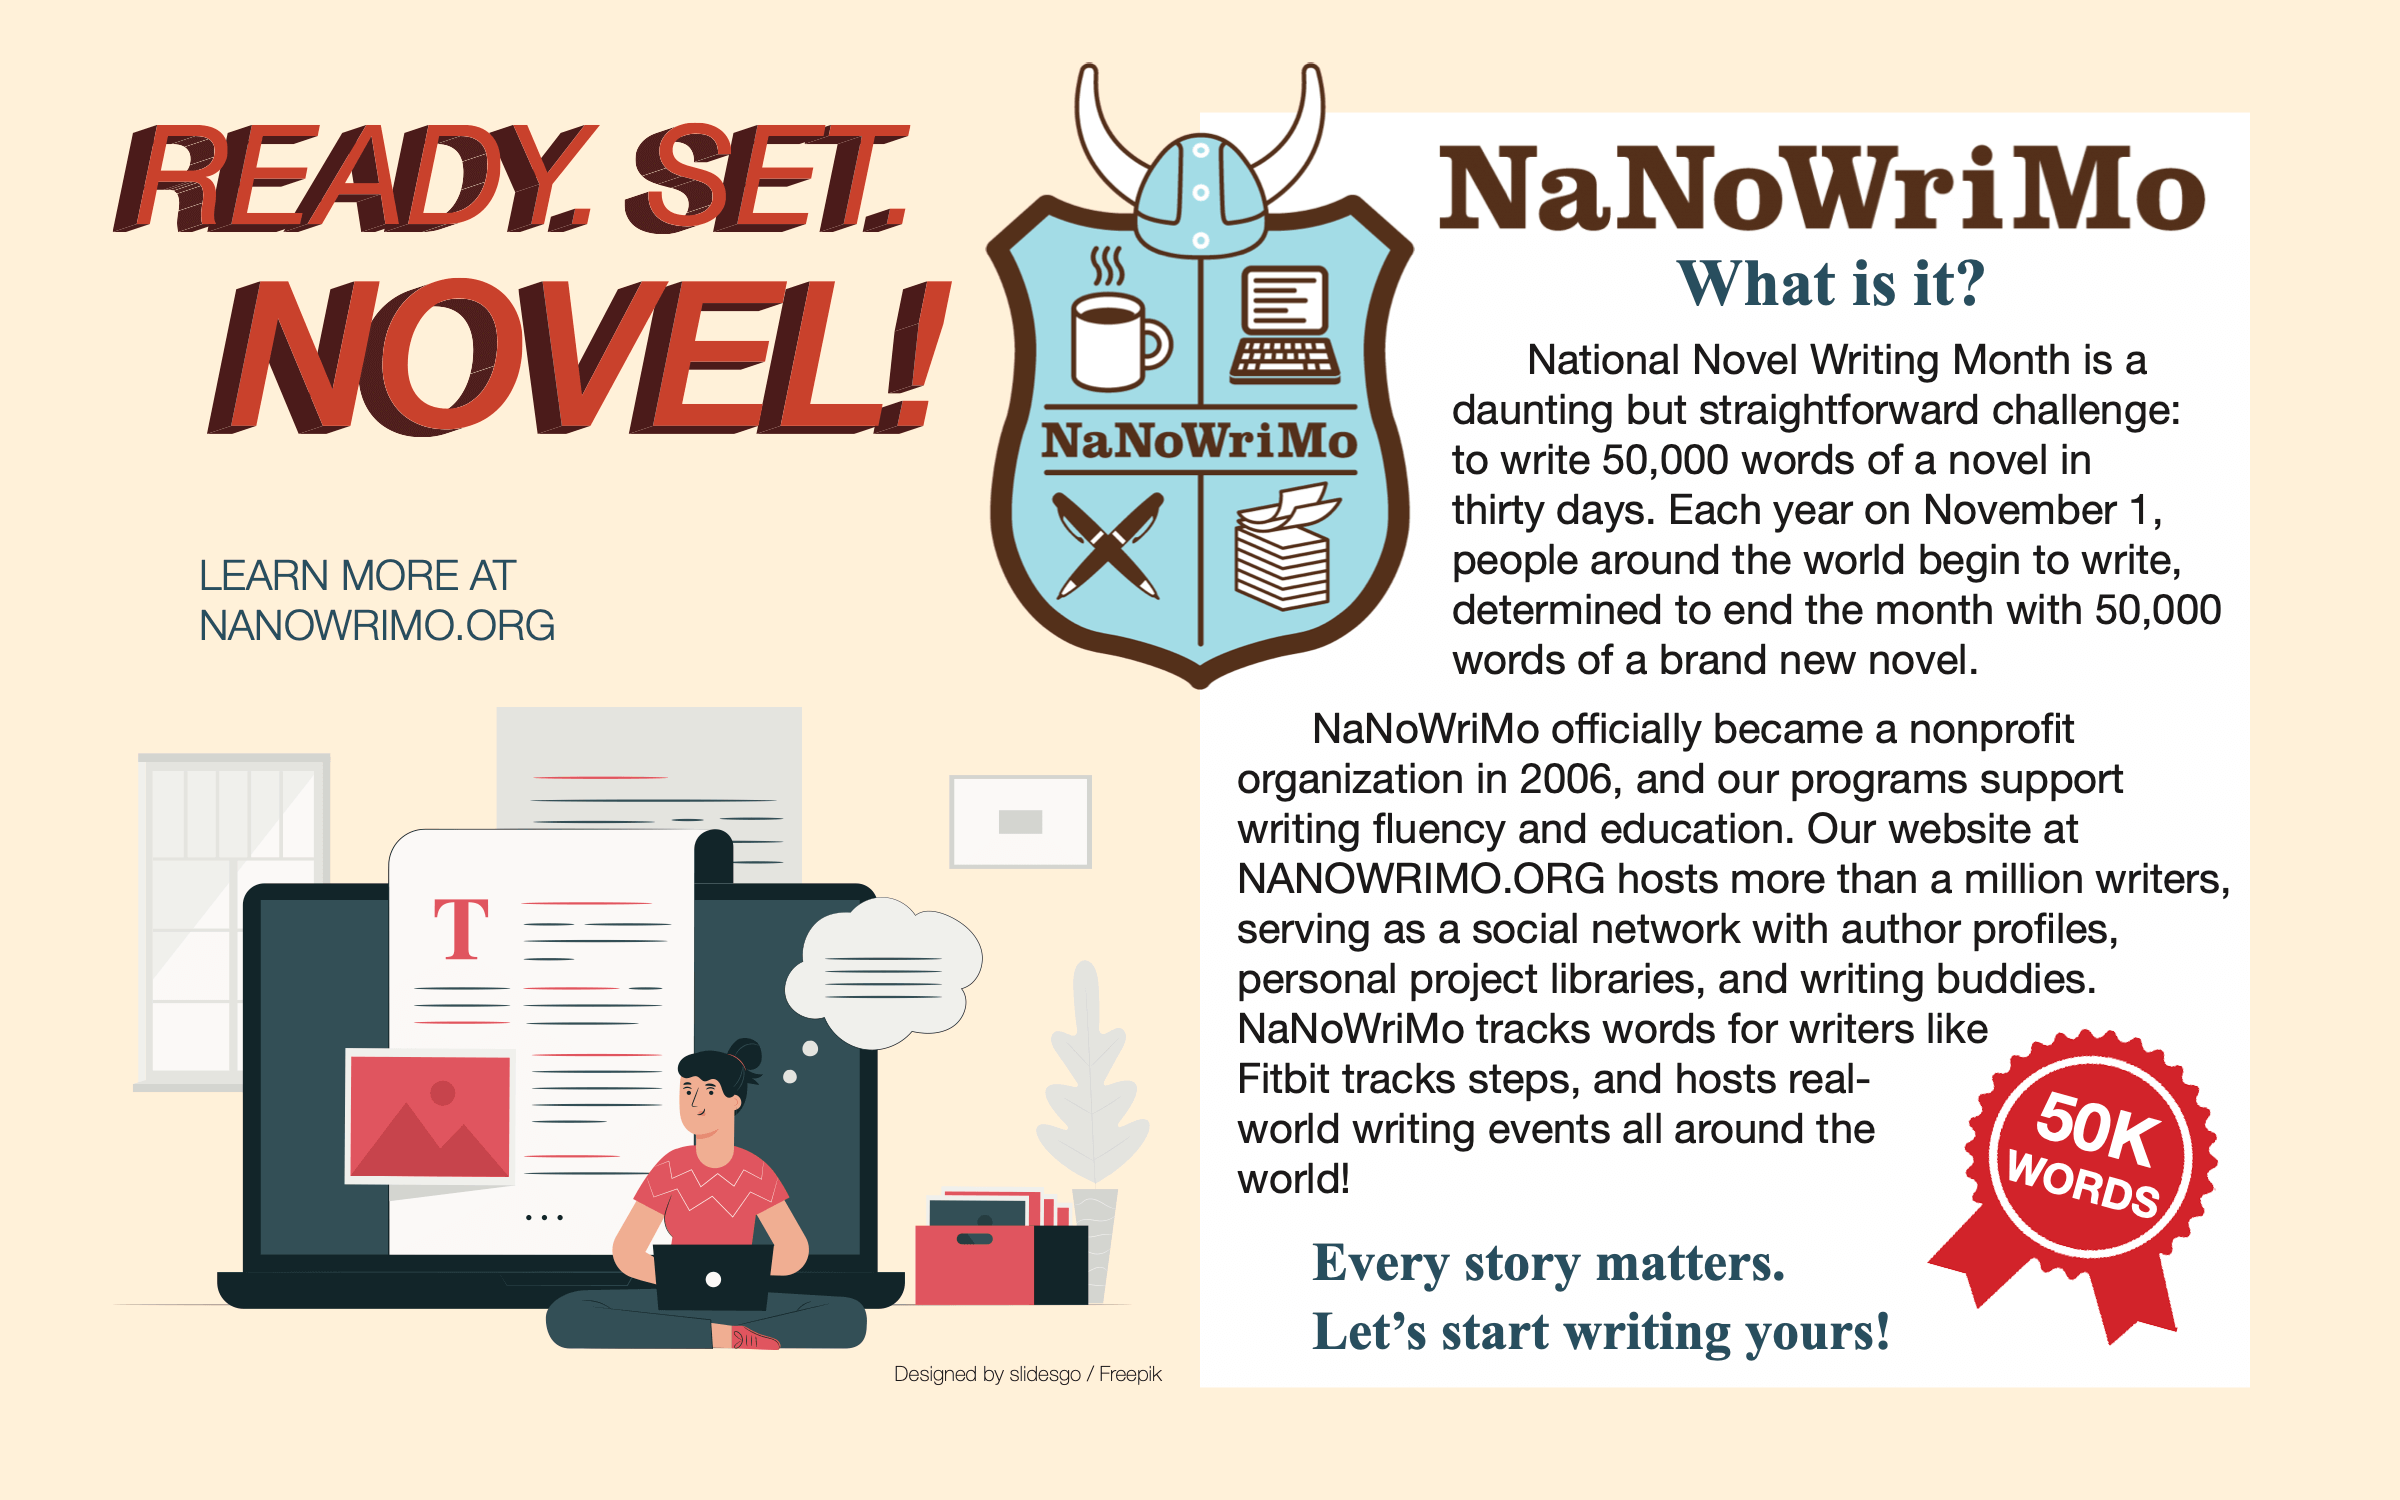 READY. SET.
NOVEL!
LEARN MORE AT
NANOWRIMO.ORG
T
Designed by slidesgo / Freepik
NaNoWriMo
NaNoWriMo
What is it?
National Novel Writing Month is a
daunting but straightforward challenge:
to write 50,000 words of a novel in
thirty days. Each year on November 1,
people around the world begin to write,
determined to end the month with 50,000
words of a brand new novel.
NaNoWriMo officially became a nonprofit
organization in 2006, and our programs support
writing fluency and education. Our website at
NANOWRIMO.ORG hosts more than a million writers,
serving as a social network with author profiles,
personal project libraries, and writing buddies.
NaNoWriMo tracks words for writers like
Fitbit tracks steps, and hosts real-
world writing events all around the
world!
50K
WORDS
Every story matters.
Let’s start writing yours!